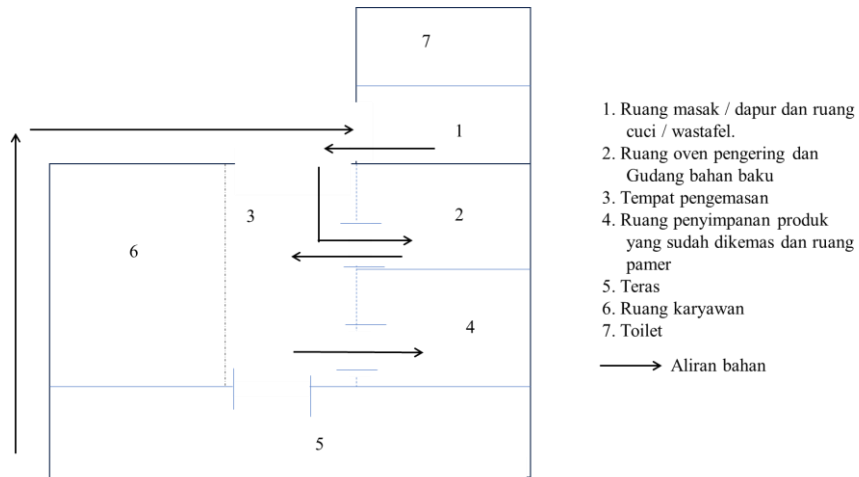 7
1
3
2
6
4
5
1. Ruang masak / dapur dan ruang
cuci / wastafel.
2. Ruang oven pengering dan
Gudang bahan baku
3. Tempat pengemasan
4. Ruang penyimpanan produk
yang sudah dikemas dan ruang
pamer
5. Teras
6. Ruang karyawan
7. Toilet
Aliran bahan